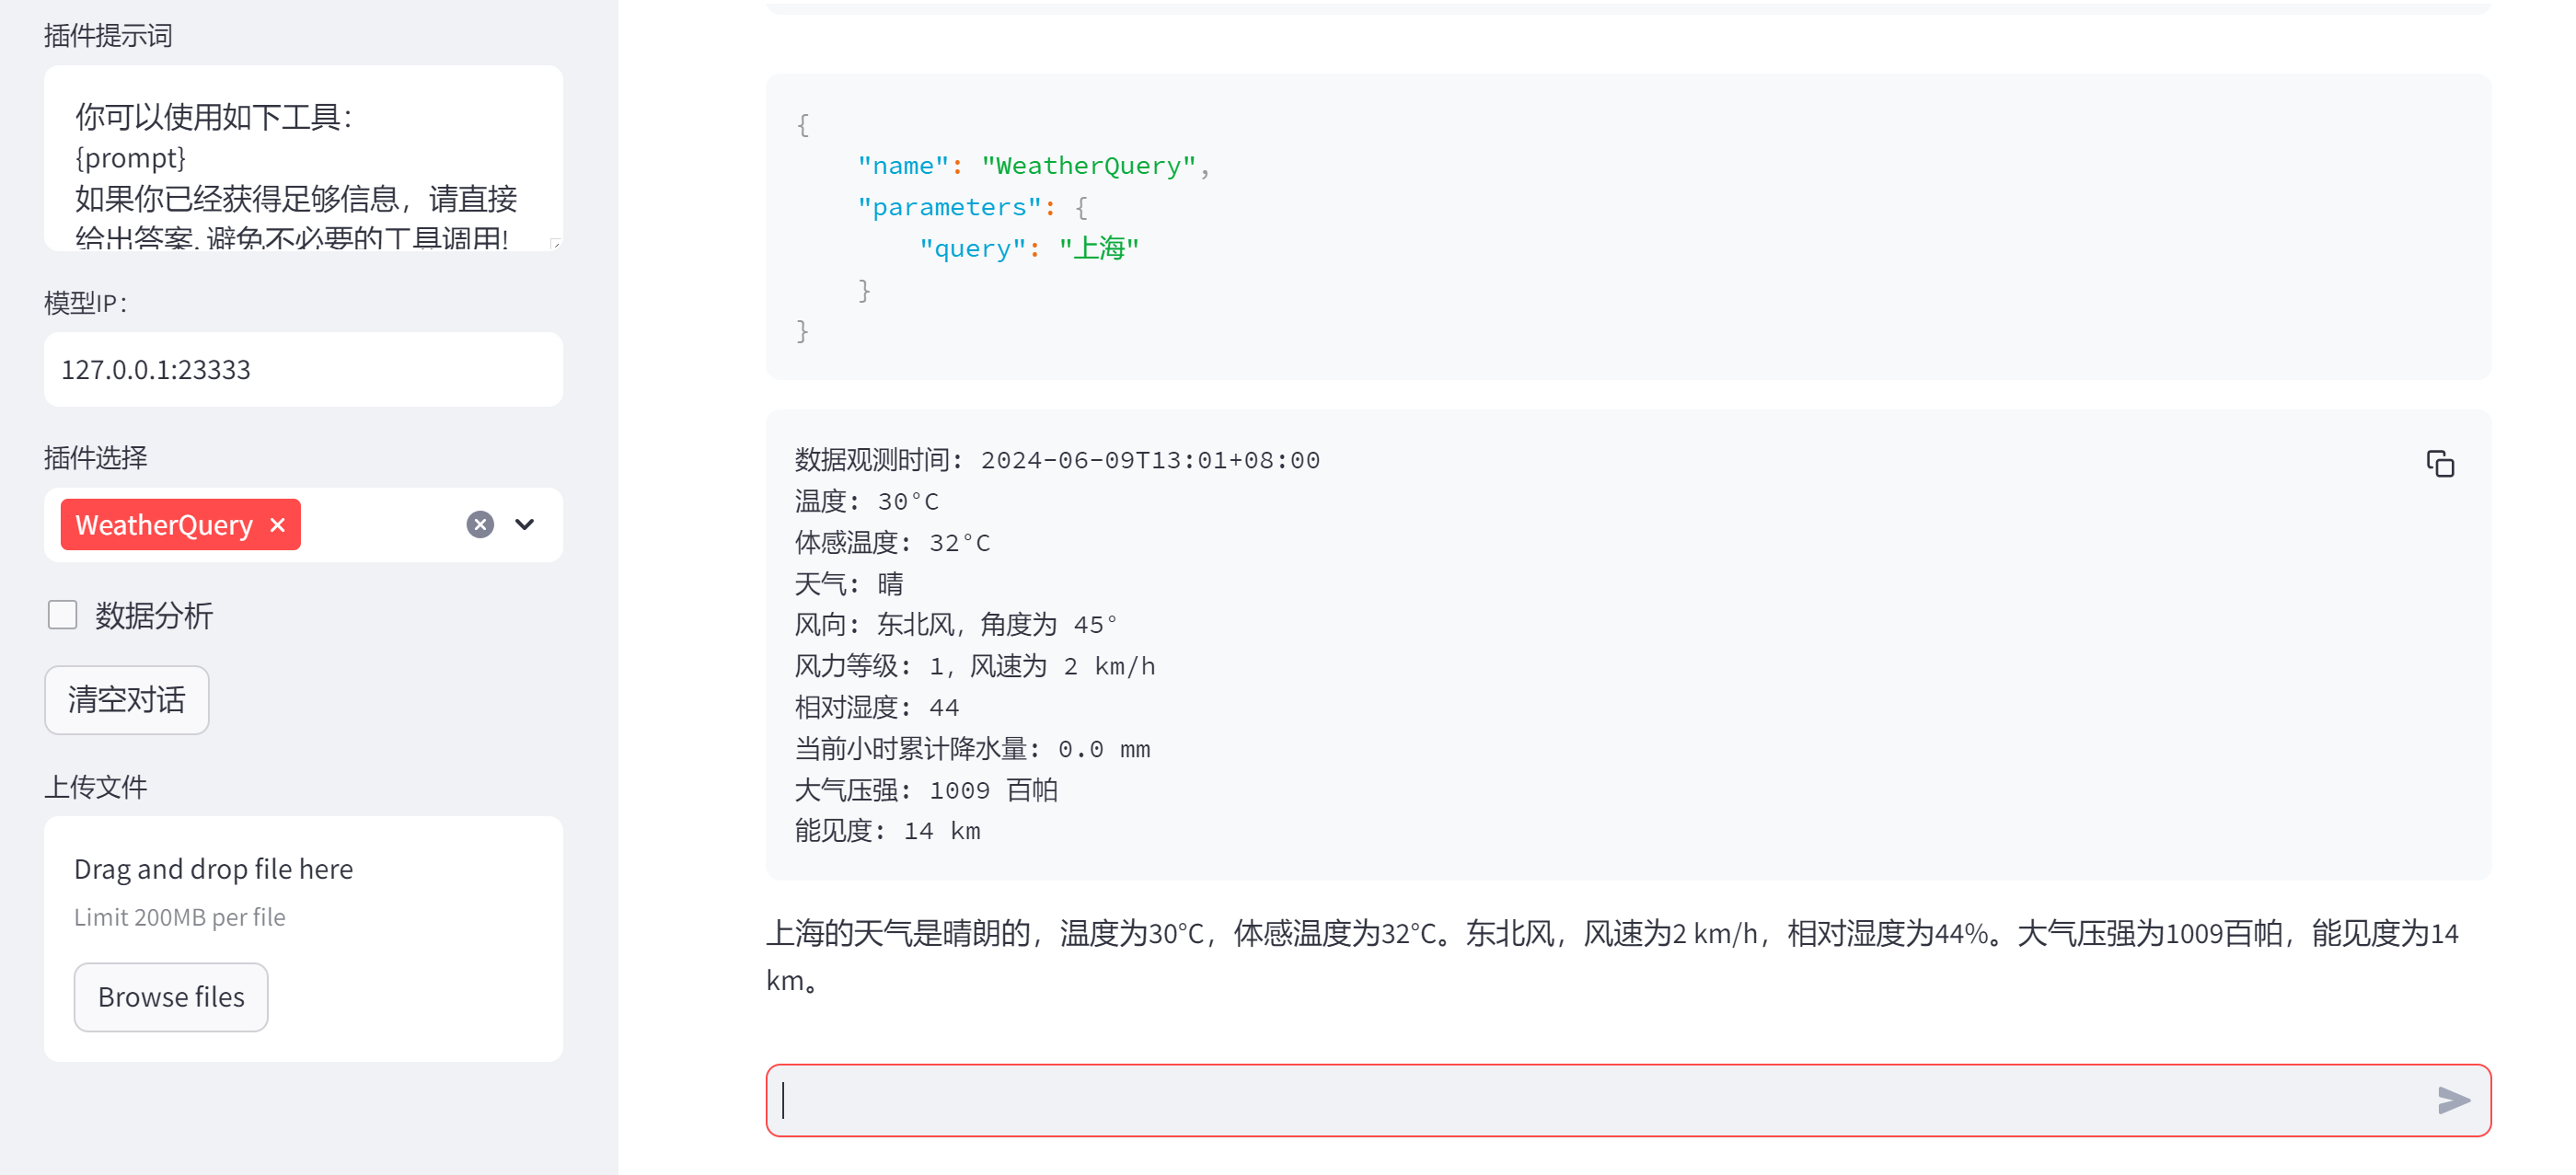 插件提示词
你可以使用如下工具：
{prompt}
如果你已经获得足够信息，请直接
给出答案. 避免不必要的工具调用!
模型IP：
127.0.0.1:23333
插件选择
WeatherQuery
数据分析
清空对话
上传文件
Drag and drop file here
Limit 200MB per file
Browse files
{
"name": "WeatherQuery",
"parameters": {
"query": "上海"
}
}
数据观测时间: 2024-06-09T13:01+08:00
温度: 30°C
体感温度: 32°C
天气: 晴
风向: 东北风，角度为 45°
风力等级: 1，风速为 2 km/h
相对湿度: 44
当前小时累计降水量: 0.0 mm
大气压强: 1009 百帕
能见度: 14 km
上海的天气是晴朗的，温度为30°C，体感温度为32°C。东北风，风速为2 km/h，相对湿度为44%。大气压强为1009百帕，能见度为14
km。